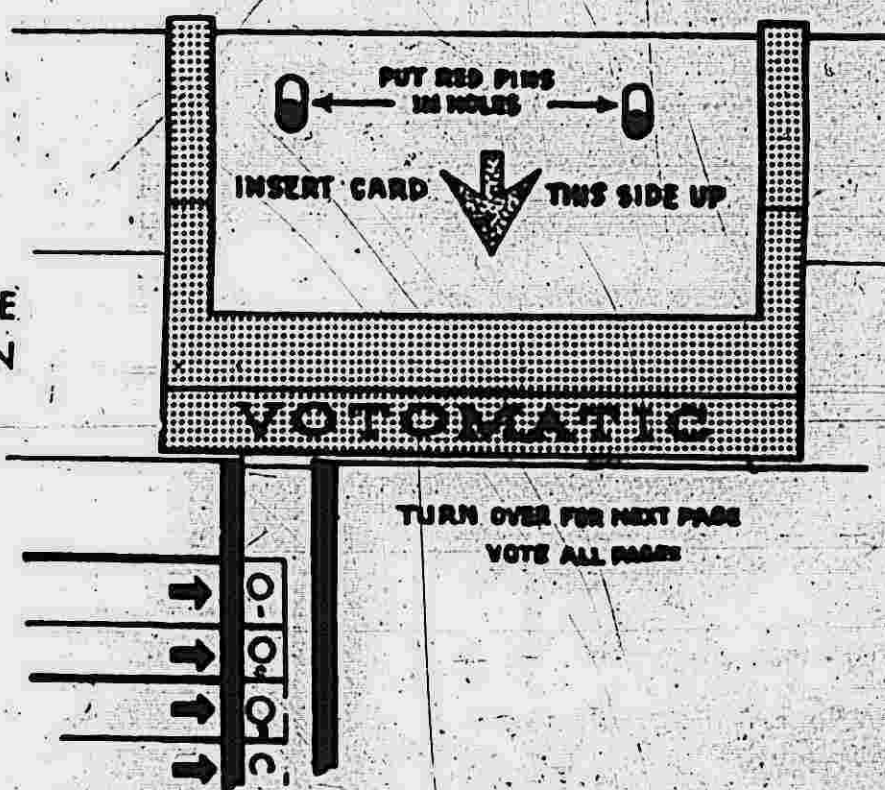 PUT RED PINS
IN HOLES
INSERT CARD THIS SIDE UP
E
VOTOMATIC
TURN OVER FOR NEXT PAGE
VOTE ALL PAGES